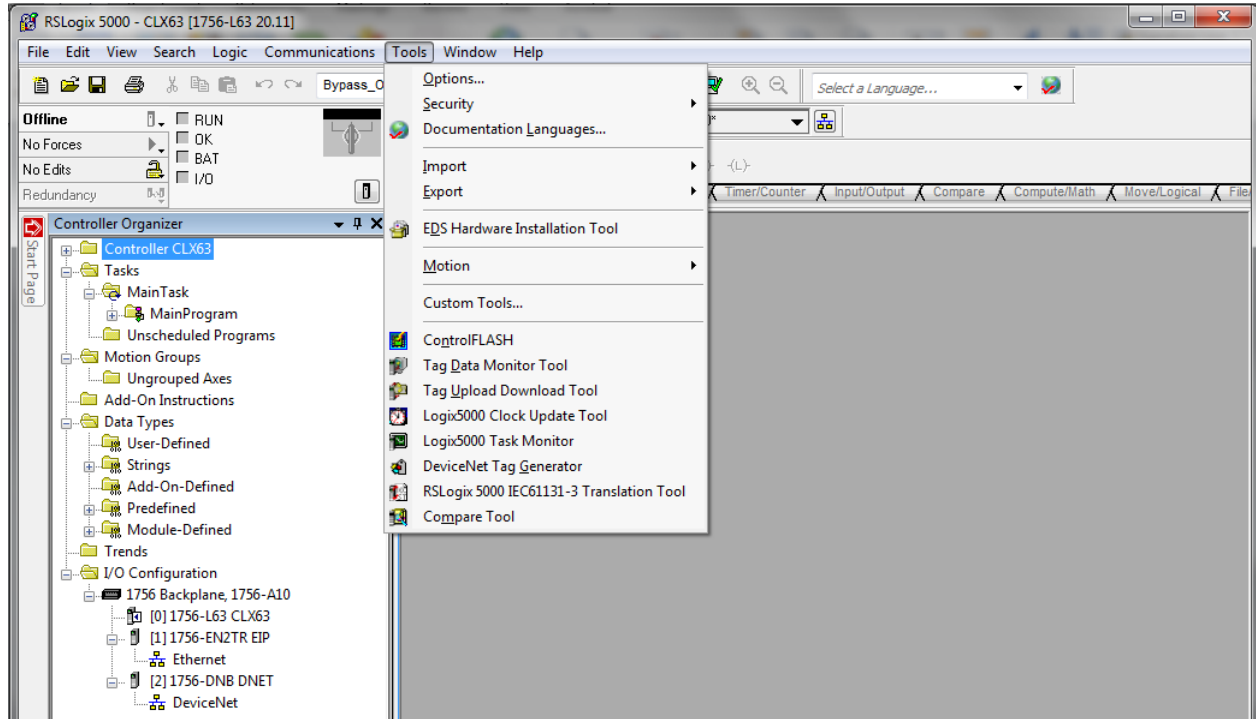 RSLogix 5000 - CLX63 [1756-L63 20.11]
File Edit View Search Logic Communications Tools Window Help
Bypass_O
Select a Language...
Offline
RUN
No Forces
OK
No Edits
BAT
Redundancy
I/O
-(L)-
Timer/Counter Input/Output Compare Compute/Math Move/Logical File/
Start Page
Controller Organizer
Controller CLX63
Tasks
MainTask
MainProgram
Unscheduled Programs
Motion Groups
Ungrouped Axes
Add-On Instructions
Data Types
User-Defined
Strings
Add-On-Defined
Predefined
Module-Defined
Trends
I/O Configuration
1756 Backplane, 1756-A10
[0] 1756-L63 CLX63
[1] 1756-EN2TR EIP
Ethernet
[2] 1756-DNB DNET
DeviceNet
Options...
Security
Documentation Languages...
Import
Export
EDS Hardware Installation Tool
Motion
Custom Tools...
ControlFLASH
Tag Data Monitor Tool
Tag Upload Download Tool
Logix5000 Clock Update Tool
Logix5000 Task Monitor
DeviceNet Tag Generator
RSLogix 5000 IEC61131-3 Translation Tool
Compare Tool